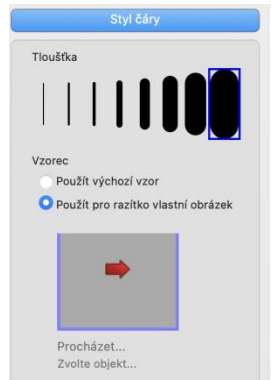 Styl čáry
Tloušťka
Vzorec
Použít výchozí vzor
Použít pro razítko vlastní obrázek
Procházet...
Zvolte objekt...